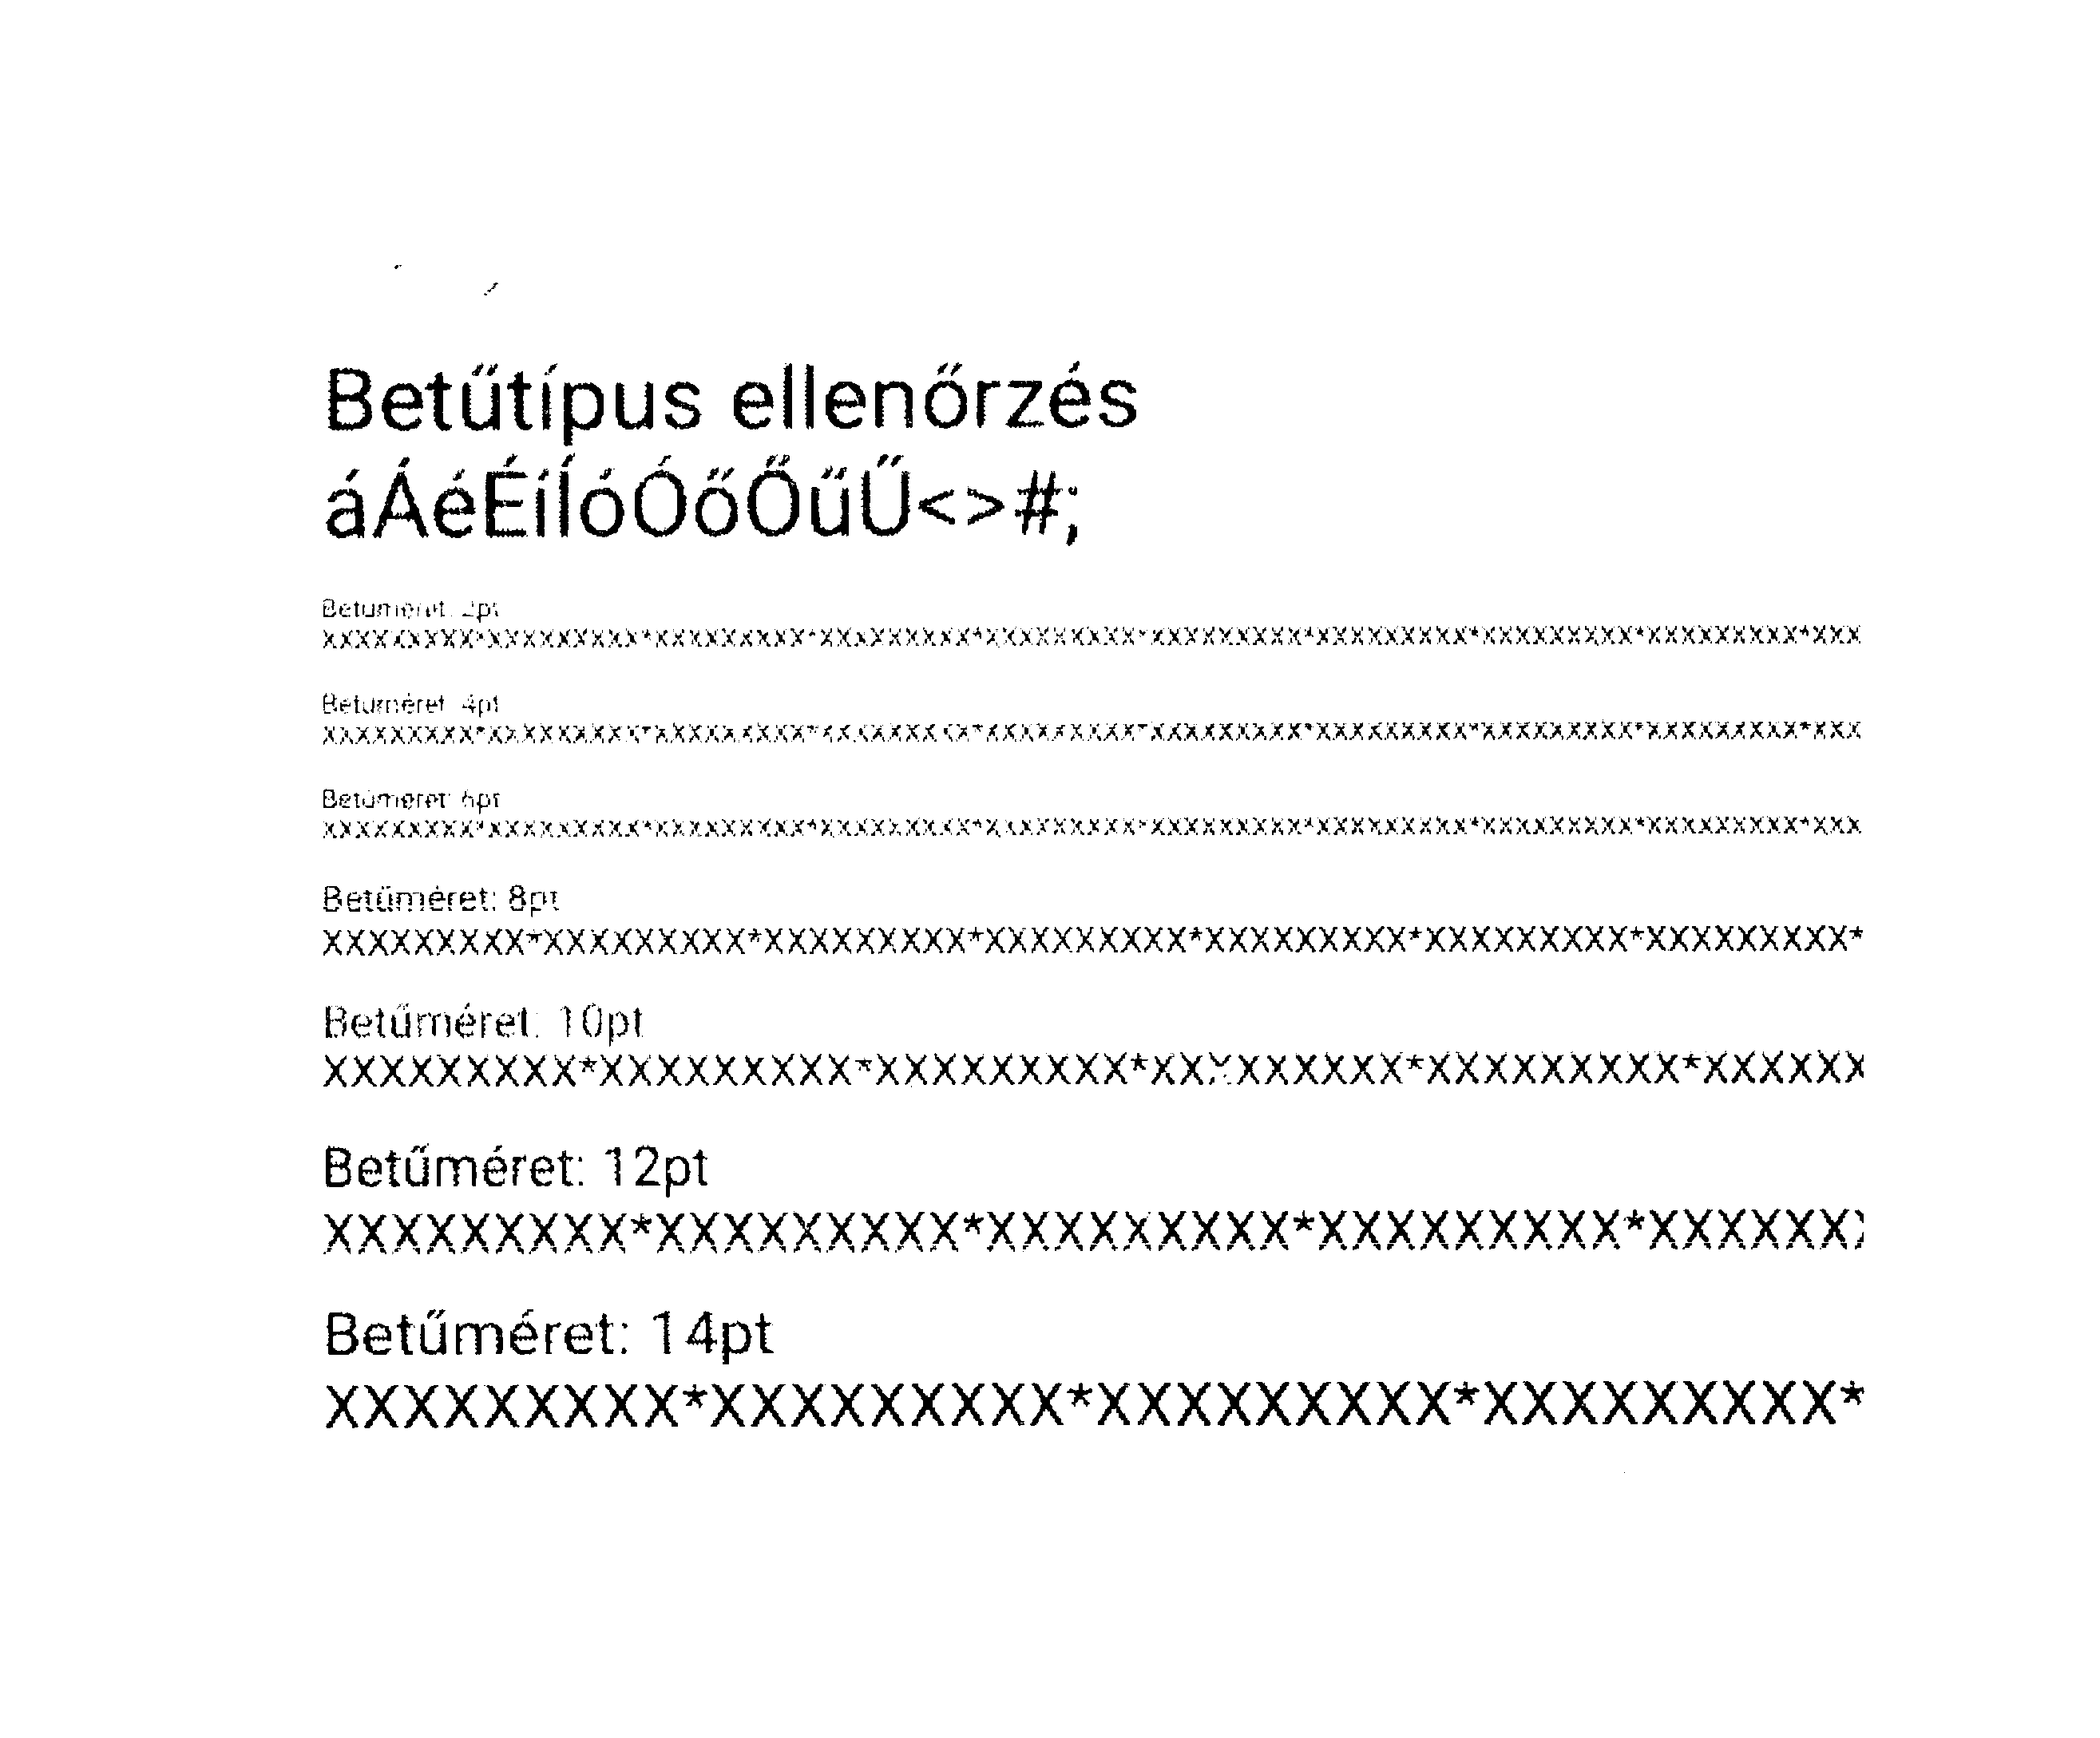 Betűtípus ellenőrzés
áÁéÉíÍóÓőŐűŰ<>#;
Betűméret: 2pt
XXXXXXXXX*XXXXXXXXX*XXXXXXXXX*XXXXXXXXX*XXXXXXXXX*XXXXXXXXX*XXXXXXXXX*XXXXXXXXX*XXXXXXXXX*XXX
Betűméret: 4pt
XXXXXXXXX*XXXXXXXXX*XXXXXXXXX*XXXXXXXXX*XXXXXXXXX*XXXXXXXXX*XXXXXXXXX*XXXXXXXXX*XXXXXXXXX*XXX
Betűméret: 6pt
XXXXXXXXX*XXXXXXXXX*XXXXXXXXX*XXXXXXXXX*XXXXXXXXX*XXXXXXXXX*XXXXXXXXX*XXXXXXXXX*XXXXXXXXX*XXX
Betűméret: 8pt
XXXXXXXXX*XXXXXXXXX*XXXXXXXXX*XXXXXXXXX*XXXXXXXXX*XXXXXXXXX*XXXXXXXXX*
Betűméret: 10pt
XXXXXXXXX*XXXXXXXXX*XXXXXXXXX*XXXXXXXXX*XXXXXXXXX*XXXXXX
Betűméret: 12pt
XXXXXXXXX*XXXXXXXXX*XXXXXXXXX*XXXXXXXXX*XXXXXX
Betűméret: 14pt
XXXXXXXXX*XXXXXXXXX*XXXXXXXXX*XXXXXXXXX*